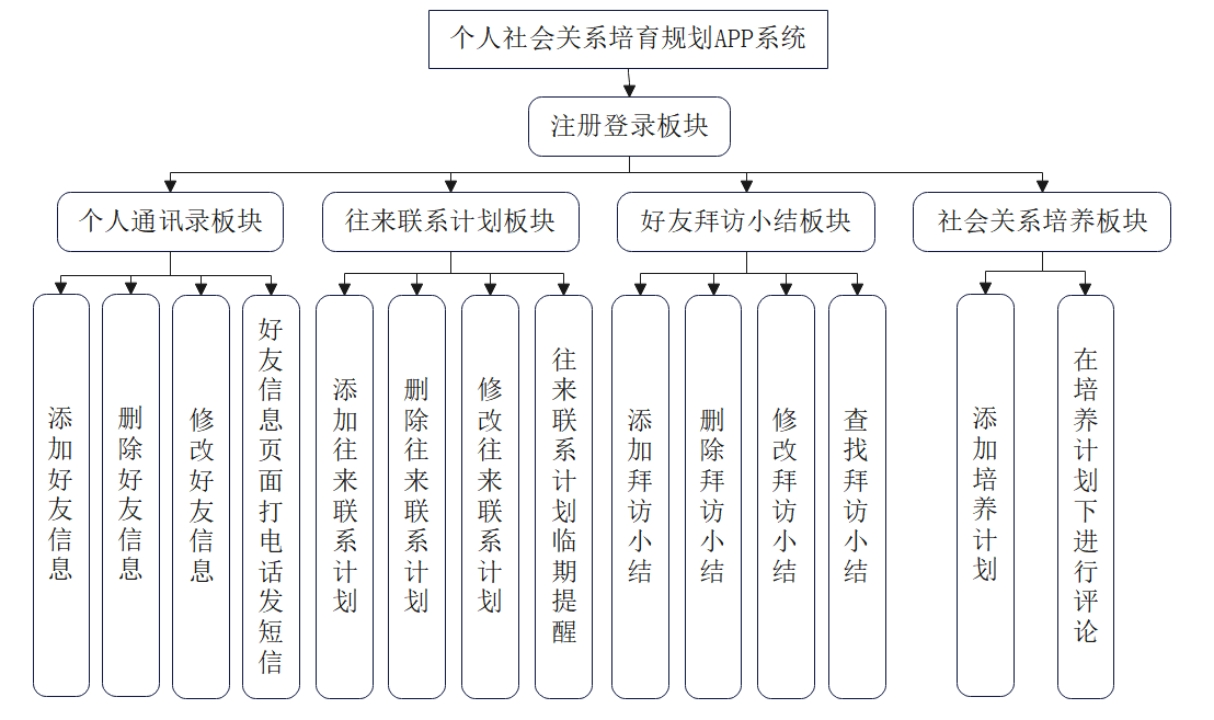 个人社会关系培育规划APP系统
注册登录板块
个人通讯录板块
往来联系计划板块
好友拜访小结板块
社会关系培养板块
添加好友信息
删除好友信息
修改好友信息
好友信息页面打电话发短信
添加往来联系计划
删除往来联系计划
修改往来联系计划
往来联系计划临期提醒
添加拜访小结
删除拜访小结
修改拜访小结
查找拜访小结
添加培养计划
在培养计划下进行评论